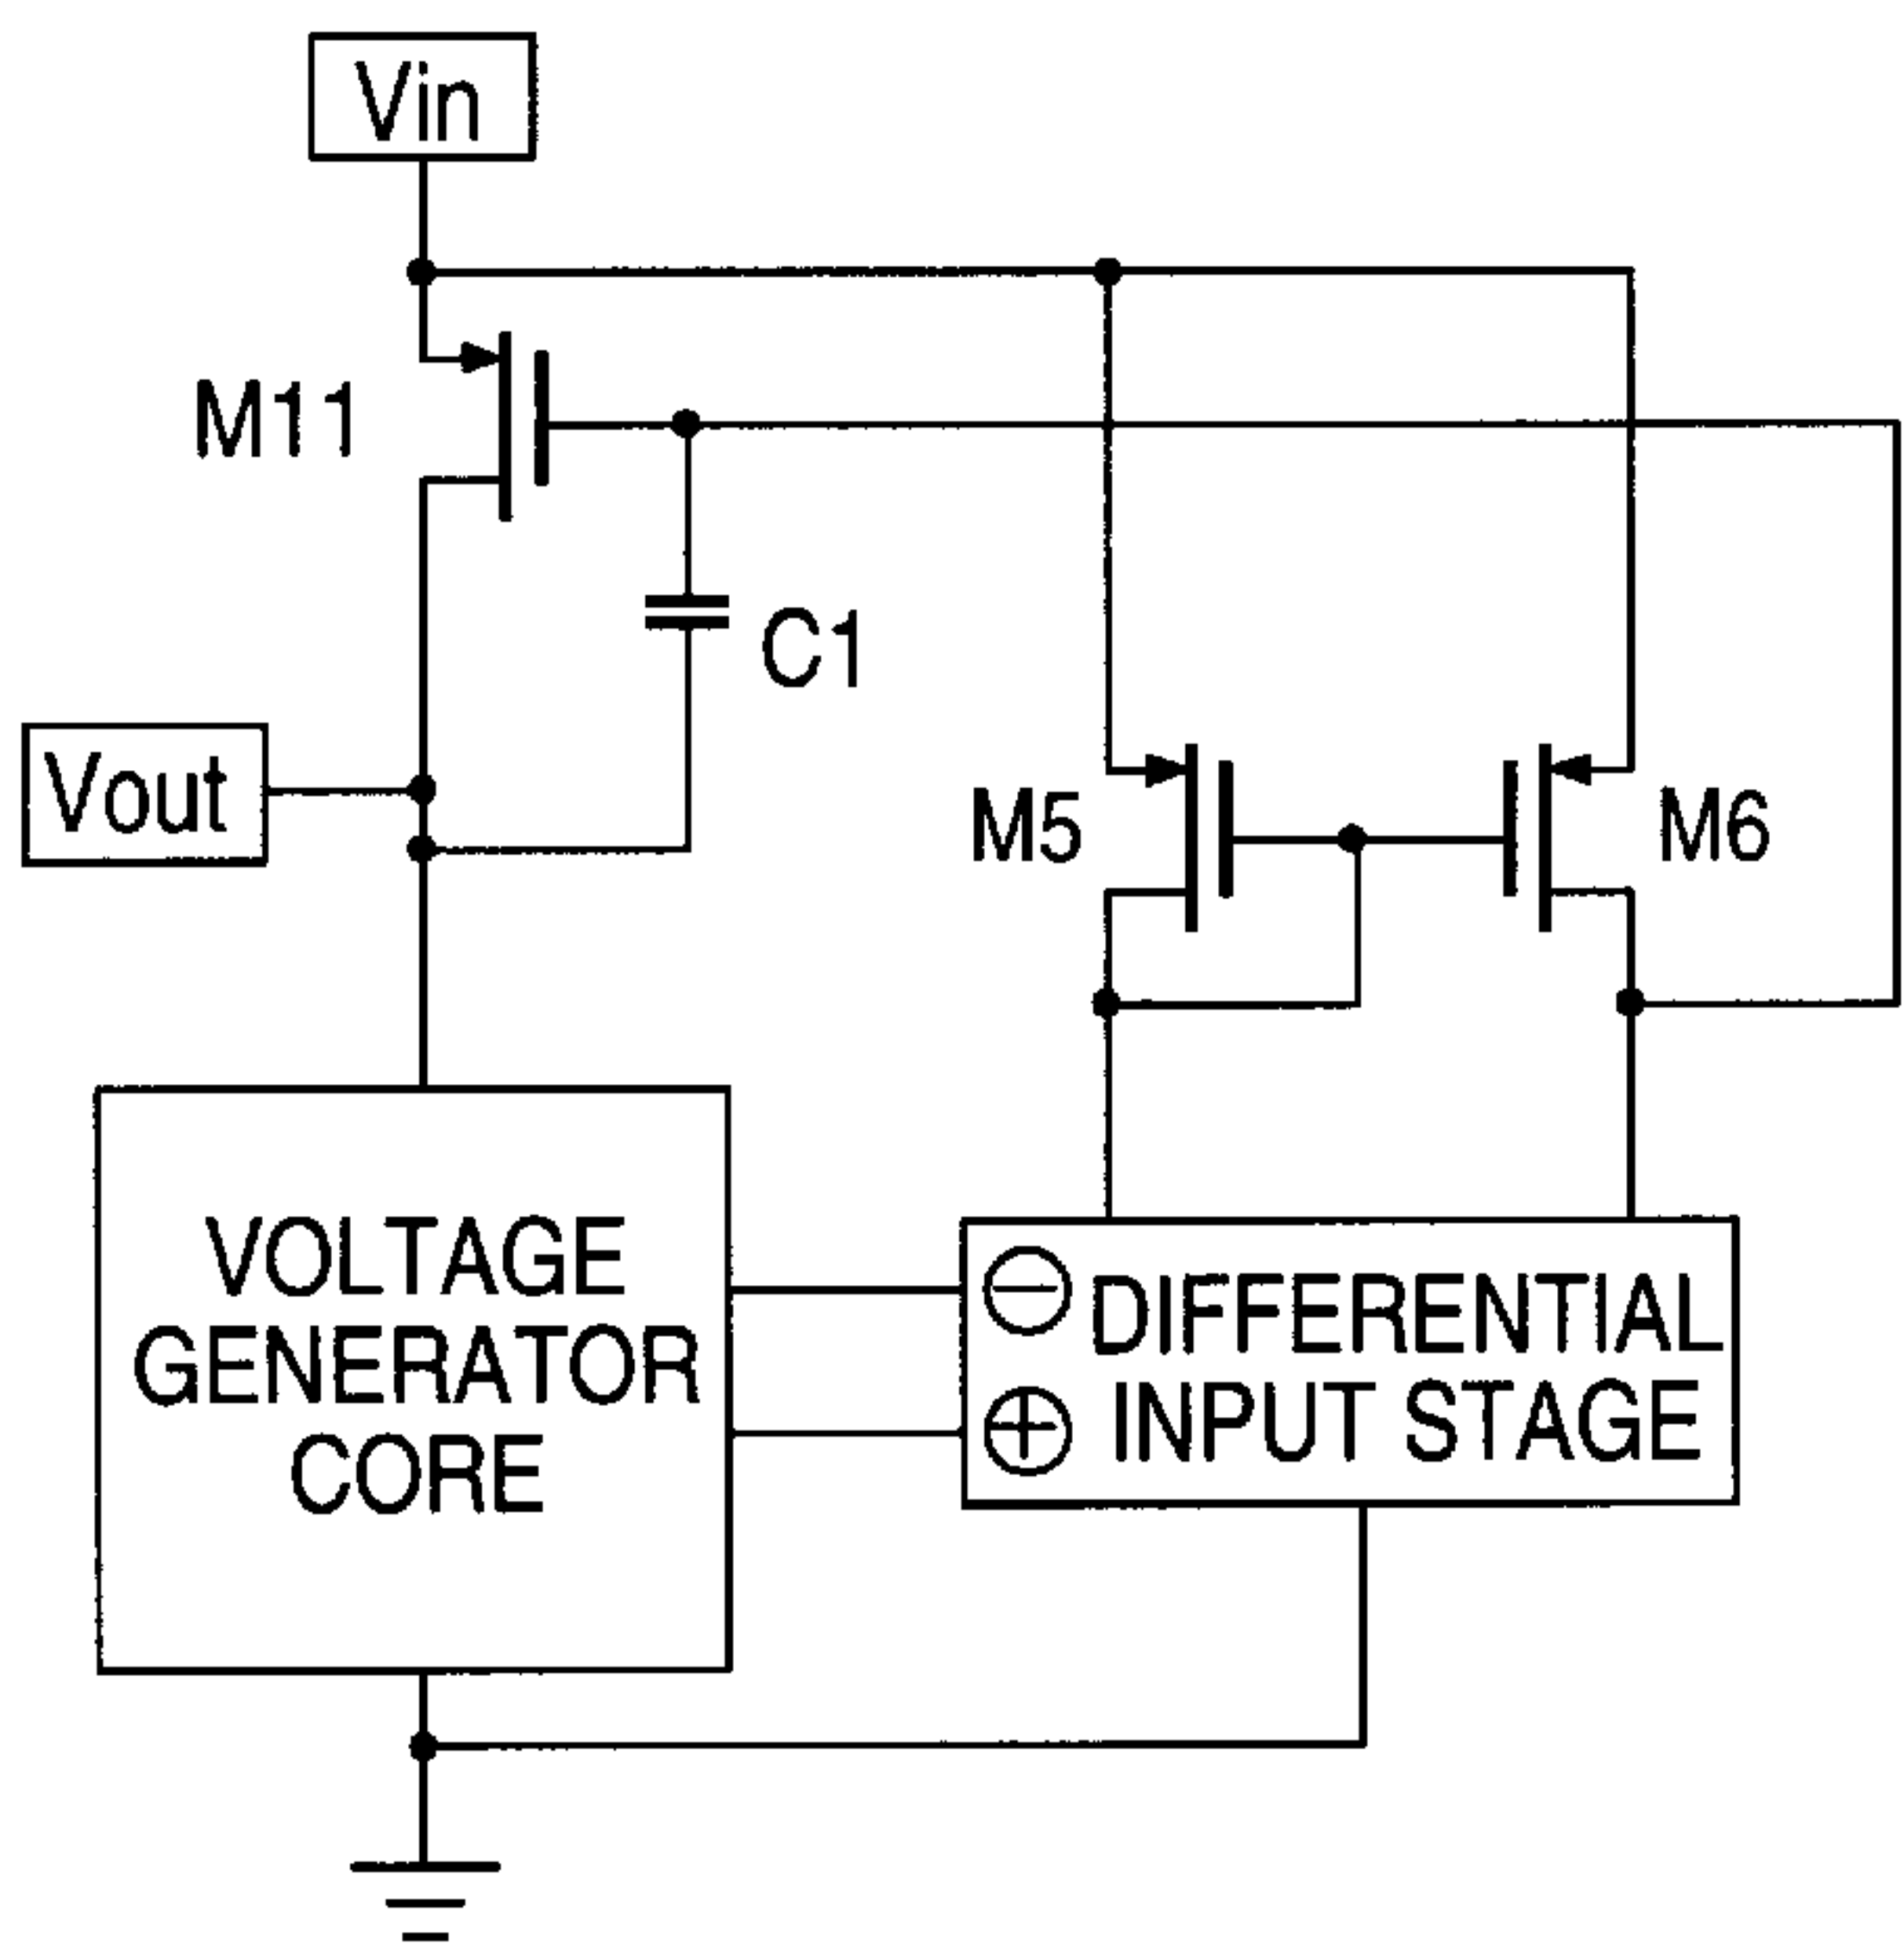 Vin
M11
C1
Vout
M5
M6
VOLTAGE
GENERATOR
CORE
DIFFERENTIAL
INPUT STAGE